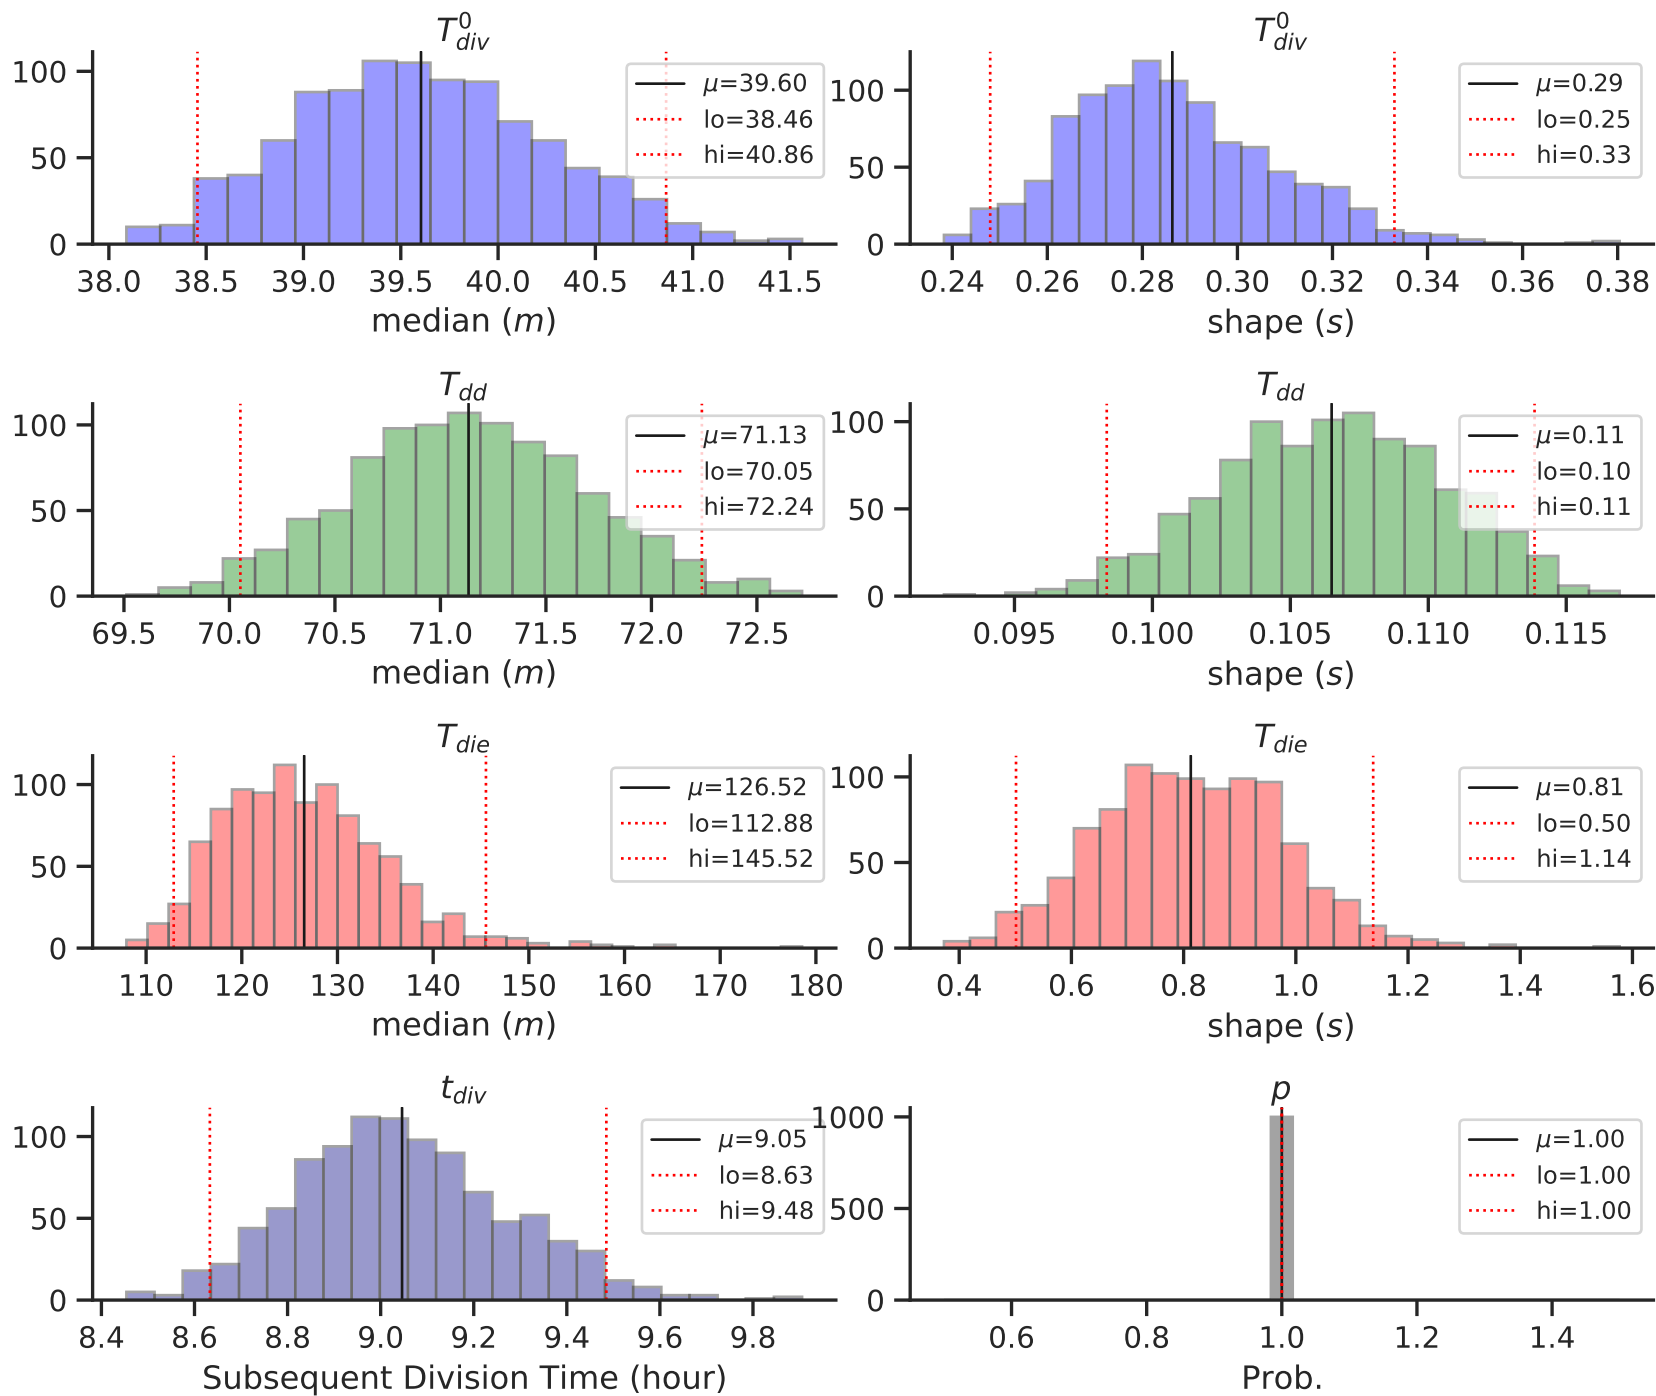 T⁰div
100
50
0
μ=39.60
lo=38.46
hi=40.86
38.0 38.5 39.0 39.5 40.0 40.5 41.0 41.5
median (m)
T⁰div
100
50
0
μ=0.29
lo=0.25
hi=0.33
0.24 0.26 0.28 0.30 0.32 0.34 0.36 0.38
shape (s)
Tdd
100
50
0
μ=71.13
lo=70.05
hi=72.24
69.5 70.0 70.5 71.0 71.5 72.0 72.5
median (m)
Tdd
100
50
0
μ=0.11
lo=0.10
hi=0.11
0.095 0.100 0.105 0.110 0.115
shape (s)
Tdie
100
50
0
μ=126.52
lo=112.88
hi=145.52
110 120 130 140 150 160 170 180
median (m)
Tdie
100
50
0
μ=0.81
lo=0.50
hi=1.14
0.4 0.6 0.8 1.0 1.2 1.4 1.6
shape (s)
tdiv
100
50
0
μ=9.05
lo=8.63
hi=9.48
8.4 8.6 8.8 9.0 9.2 9.4 9.6 9.8
Subsequent Division Time (hour)
p
1000
500
0
μ=1.00
lo=1.00
hi=1.00
0.6 0.8 1.0 1.2 1.4
Prob.